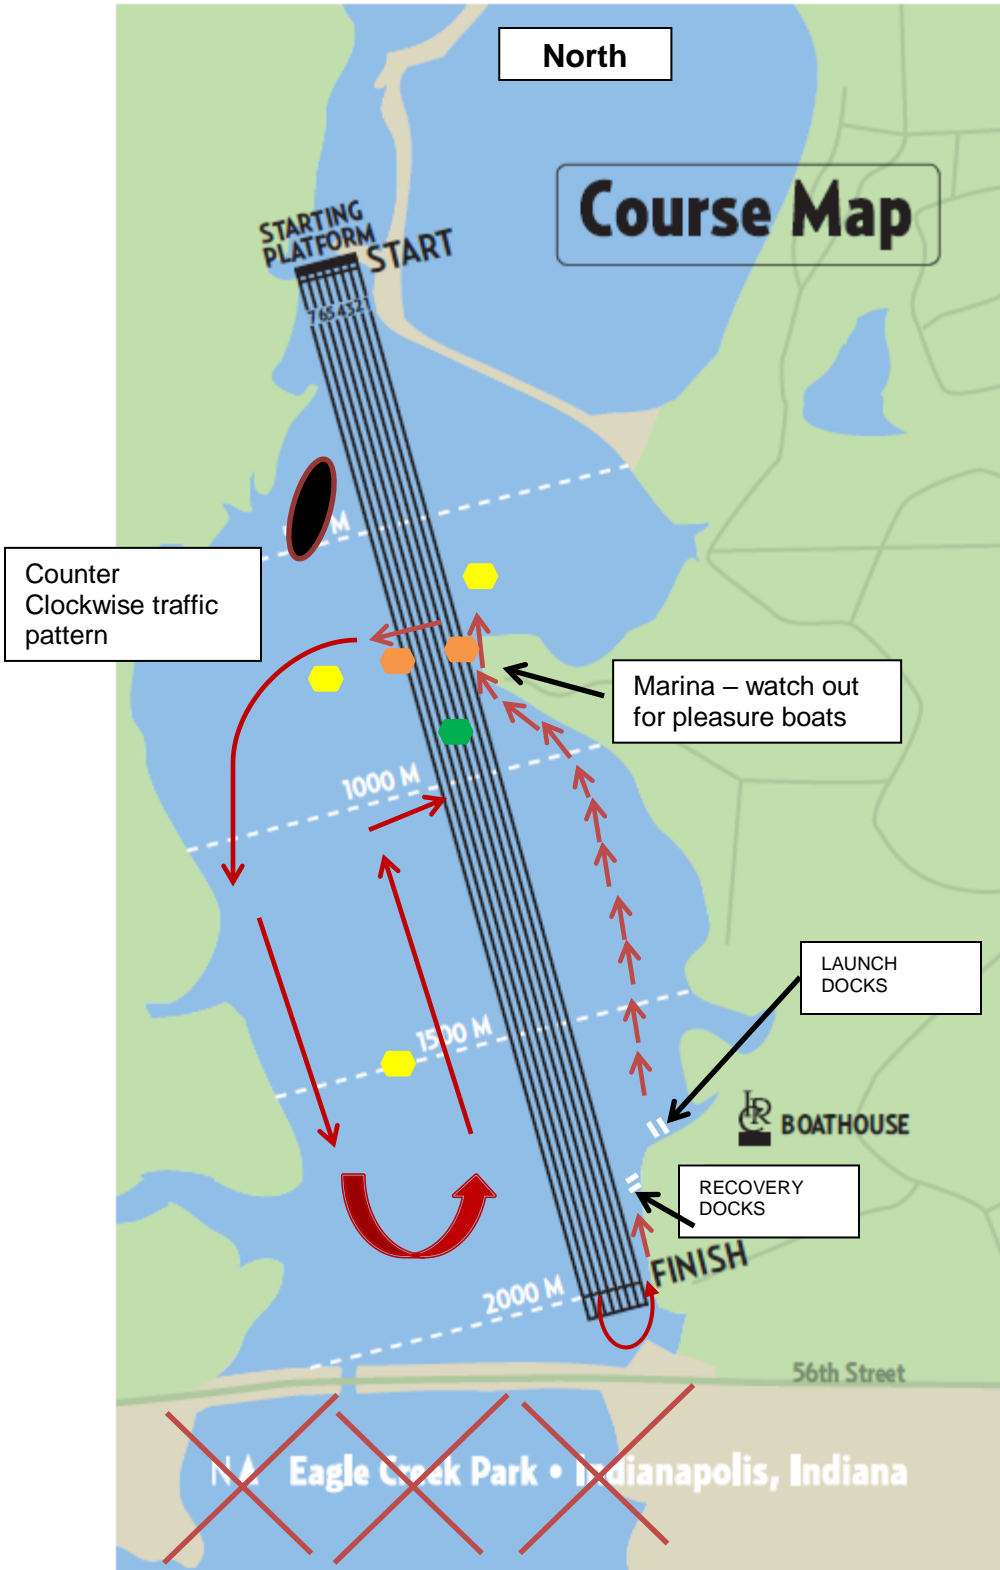 North
Course Map
STARTING
PLATFORM
START
7654321
M
Counter
Clockwise traffic
pattern
Marina – watch out
for pleasure boats
1000 M
LAUNCH
DOCKS
1500 M
BOATHOUSE
RECOVERY
DOCKS
FINISH
2000 M
56th Street
Eagle Creek Park • Indianapolis, Indiana